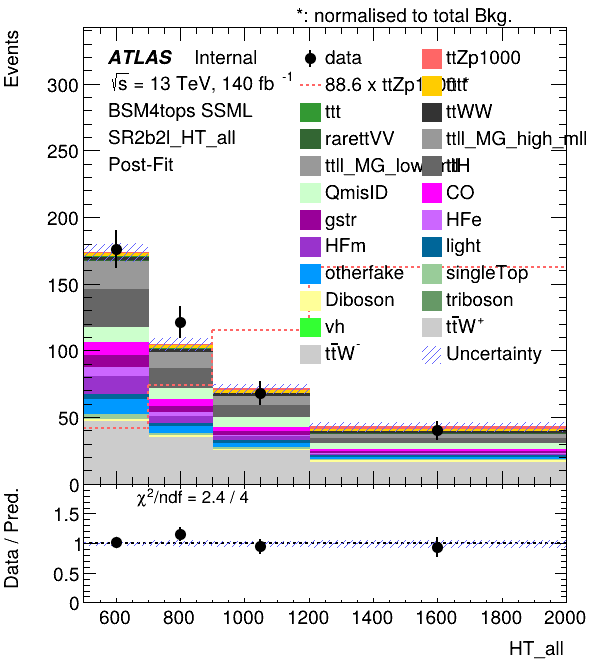 *: normalised to total Bkg.
Events
ATLAS Internal
√s = 13 TeV, 140 fb⁻¹
BSM4tops SSML
SR2b2l_HT_all
Post-Fit
data
ttZp1000
88.6 x ttZp1000 *
tttt
ttt
ttWW
rarettVV
ttll_MG_high_mll
ttll_MG_low_mll
ttH
QmisID
CO
gstr
HFe
HFm
light
otherfake
singleTop
Diboson
triboson
vh
tt̄W⁺
tt̄W⁻
Uncertainty
300
250
200
150
100
50
0
χ²/ndf = 2.4 / 4
Data / Pred.
1.5
1
0.5
0
600 800 1000 1200 1400 1600 1800 2000
HT_all